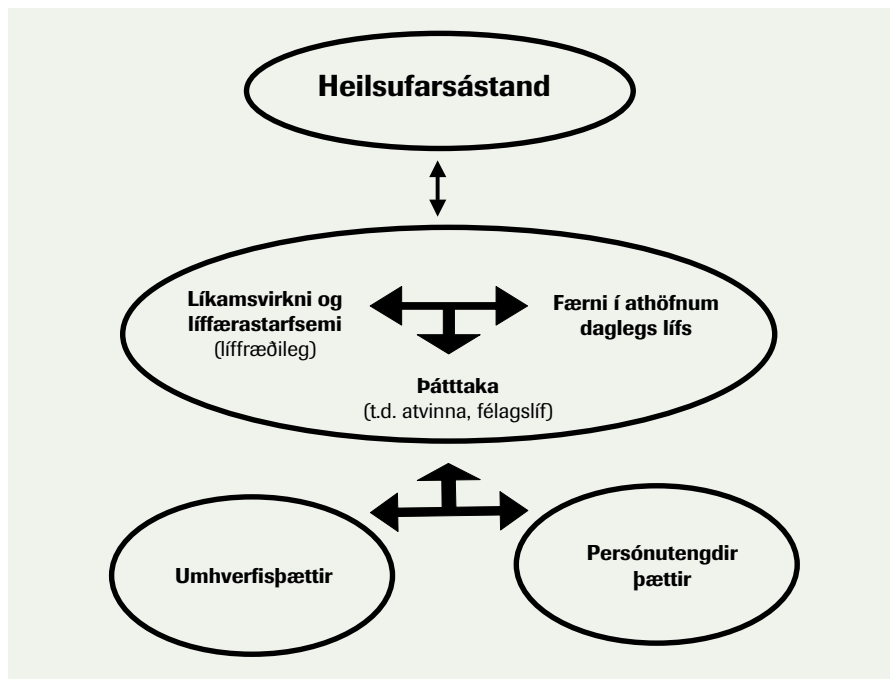 Heilsufarsástand
Líkamsvirkni og
líffærastarfsemi
(líffræðileg)
Færni í athöfnum
daglegs lífs
Þátttaka
(t.d. atvinna, félagslíf)
Umhverfisþættir
Persónutengdir
þættir